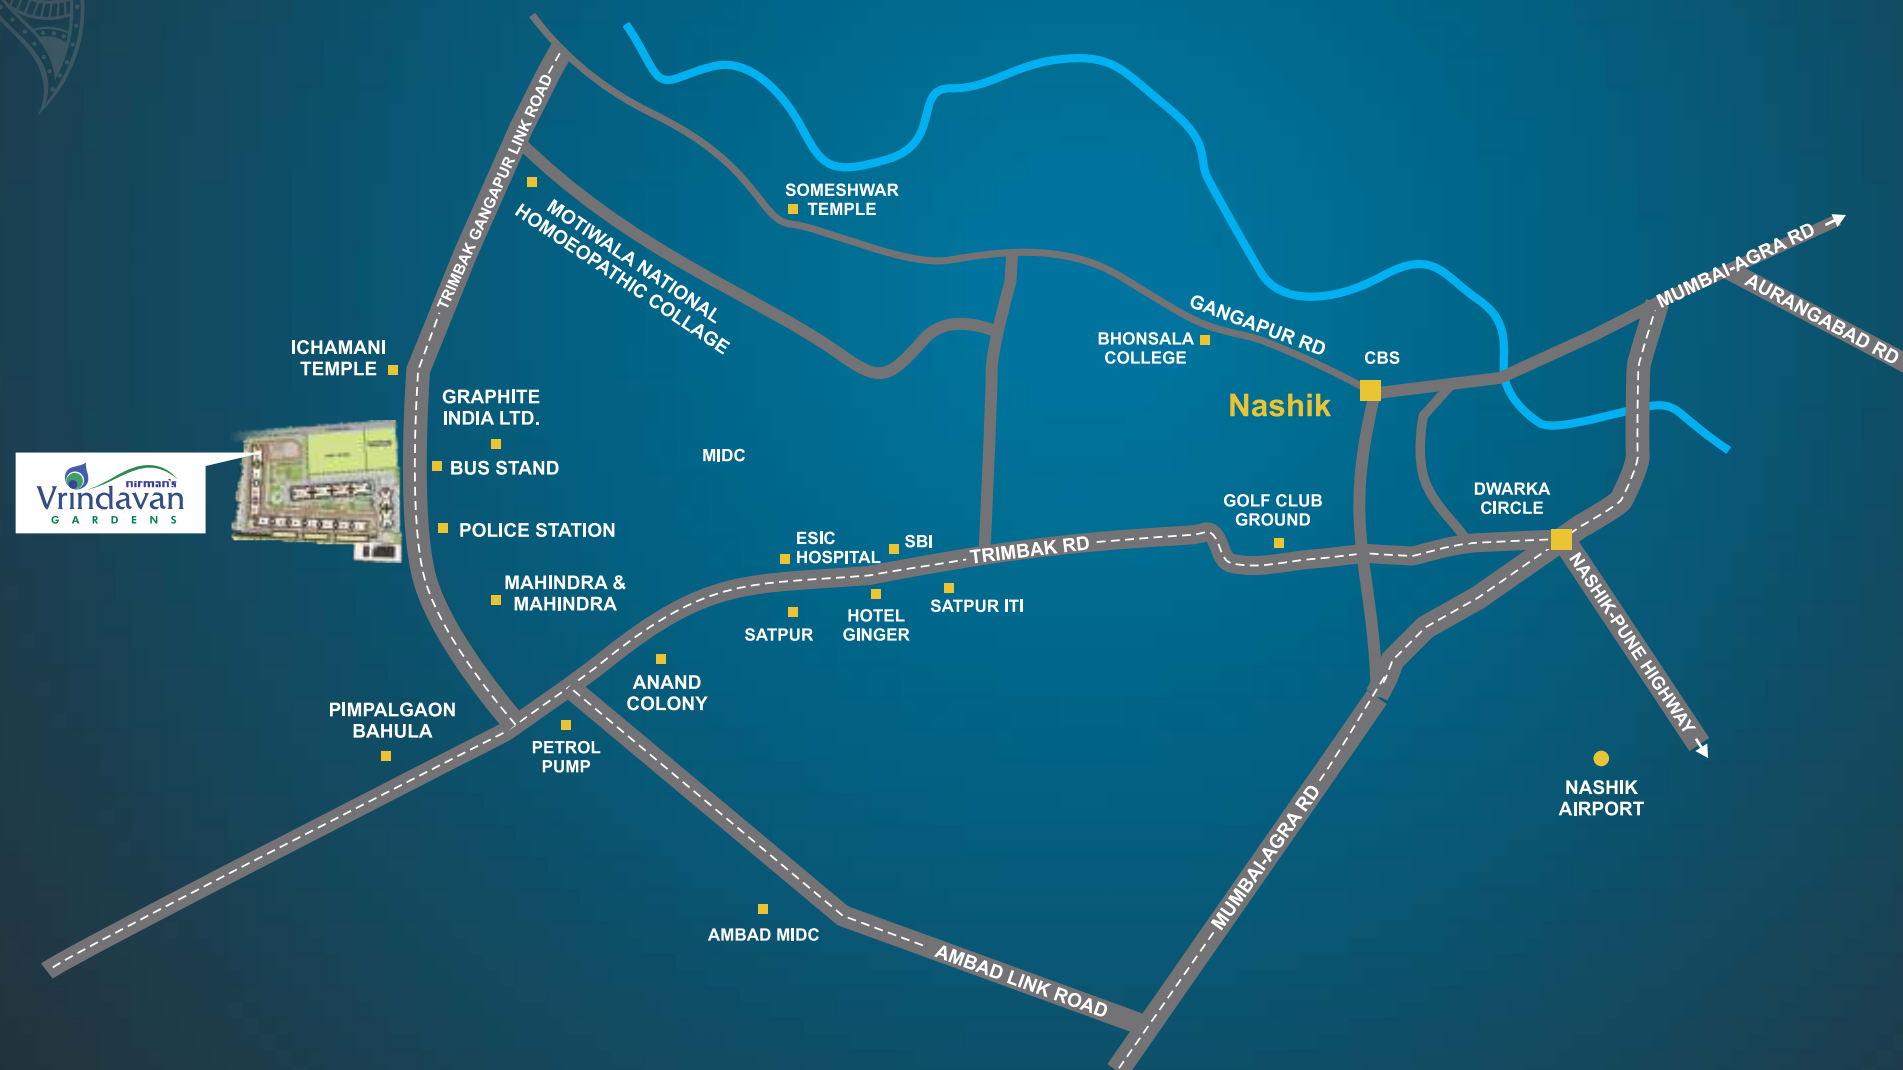 TRIMBAK GANGAPUR LINK ROAD
MOTIWALA NATIONAL
HOMOEOPATHIC COLLAGE
SOMESHWAR
TEMPLE
MUMBAI-AGRA RD
AURANGABAD RD
GANGAPUR RD
BHONSALA
COLLEGE
CBS
Nashik
ICHAMANI
TEMPLE
GRAPHITE
INDIA LTD.
BUS STAND
MIDC
nirman's
Vrindavan
GARDENS
POLICE STATION
GOLF CLUB
GROUND
DWARKA
CIRCLE
ESIC
HOSPITAL
SBI
TRIMBAK RD
MAHINDRA &
MAHINDRA
SATPUR
HOTEL
GINGER
SATPUR ITI
NASHIK-PUNE HIGHWAY
ANAND
COLONY
PIMPALGAON
BAHULA
PETROL
PUMP
NASHIK
AIRPORT
MUMBAI-AGRA RD
AMBAD MIDC
AMBAD LINK ROAD